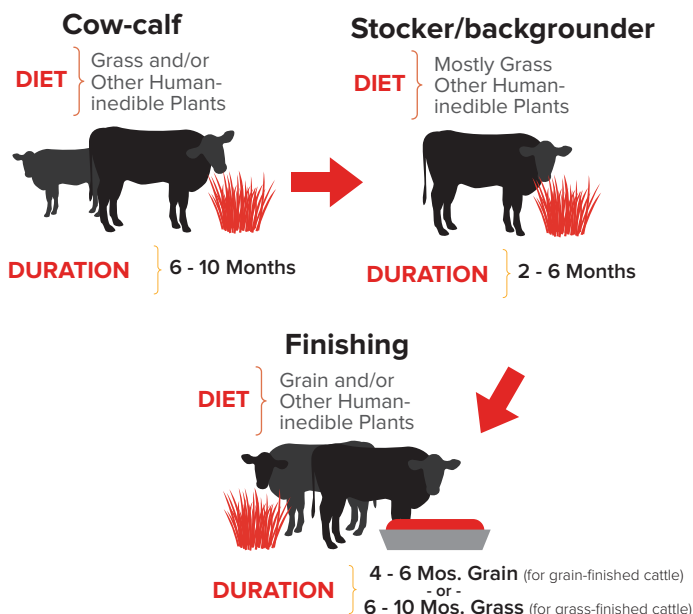 Cow-calf
DIET
Grass and/or
Other Human-
inedible Plants
DURATION
6 - 10 Months
Stocker/backgrounder
DIET
Mostly Grass
Other Human-
inedible Plants
DURATION
2 - 6 Months
Finishing
DIET
Grain and/or
Other Human-
inedible Plants
DURATION
4 - 6 Mos. Grain (for grain-finished cattle)
- or -
6 - 10 Mos. Grass (for grass-finished cattle)